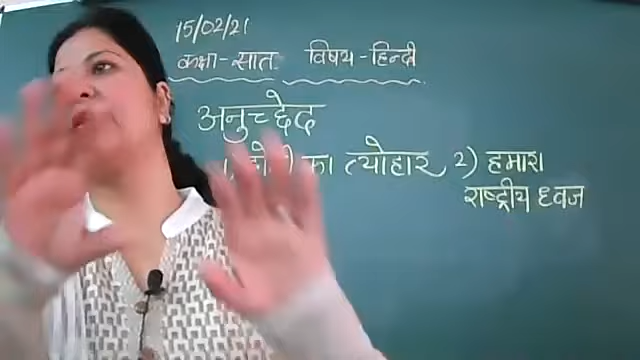 15/02/21
कक्षा - सात विषय - हिन्दी
अनुच्छेद
का त्योहार, 2) हमारा
राष्ट्रीय ध्वज